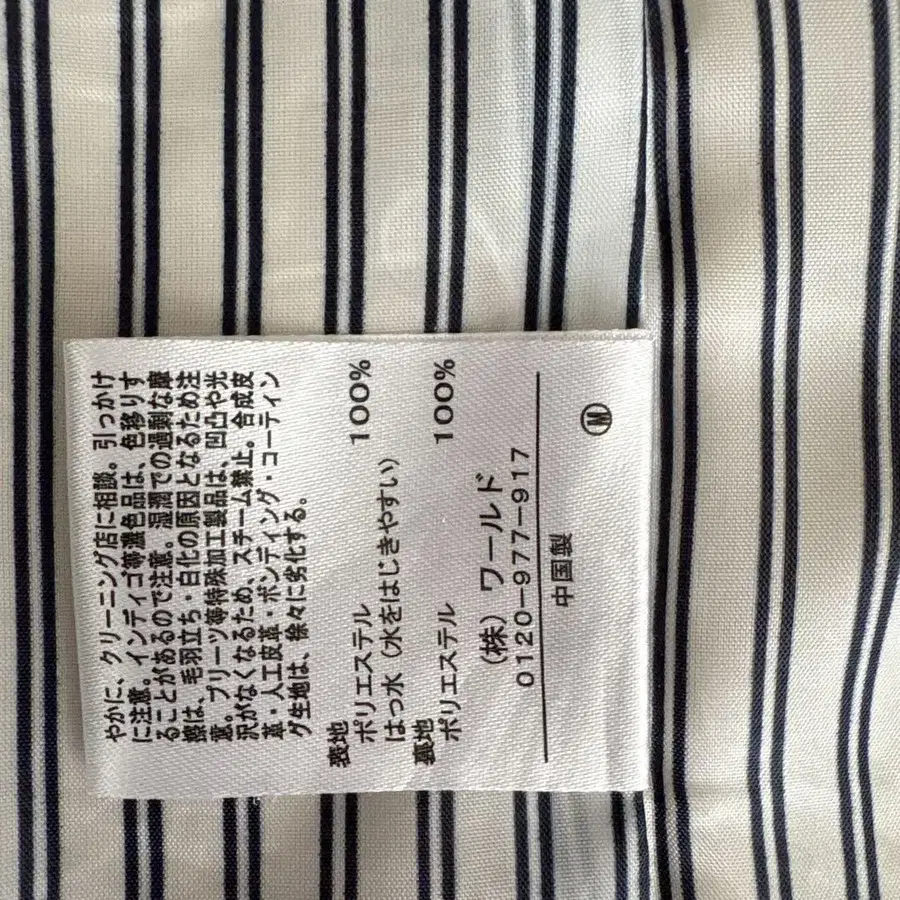 やかに、クリーニング店に相談。引っかけ
に注意。インディゴ等濃色品は、色移りす
ることがあるので注意。湿潤での過剰な摩
擦は、毛羽立ち・白化の原因となるため注
意。プリーツ等特殊加工製品は、凹凸や光
沢がなくなるため、スチーム禁止。合成皮
革・人工皮革・ボンディング・コーティン
グ生地は、徐々に劣化する。
表地
ポリエステル 100%
はっ水（水をはじきやすい）
裏地
ポリエステル 100%
（株）ワールド
0120-977-917
中国製 Ⓜ